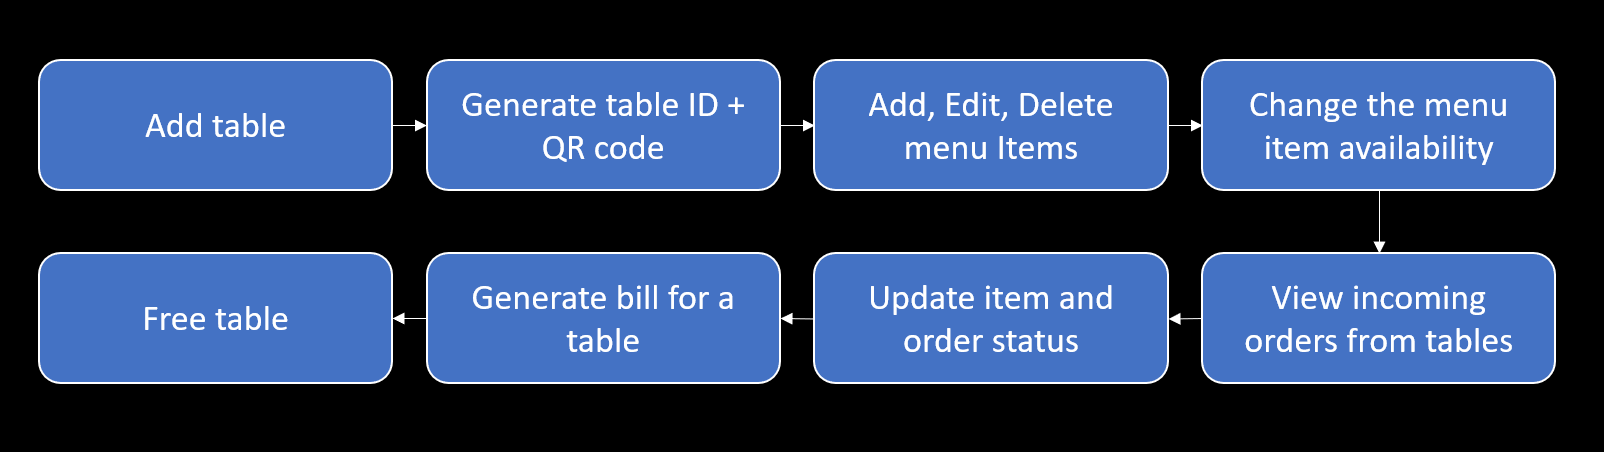 Add table
Generate table ID +
QR code
Add, Edit, Delete
menu Items
Change the menu
item availability
View incoming
orders from tables
Update item and
order status
Generate bill for a
table
Free table